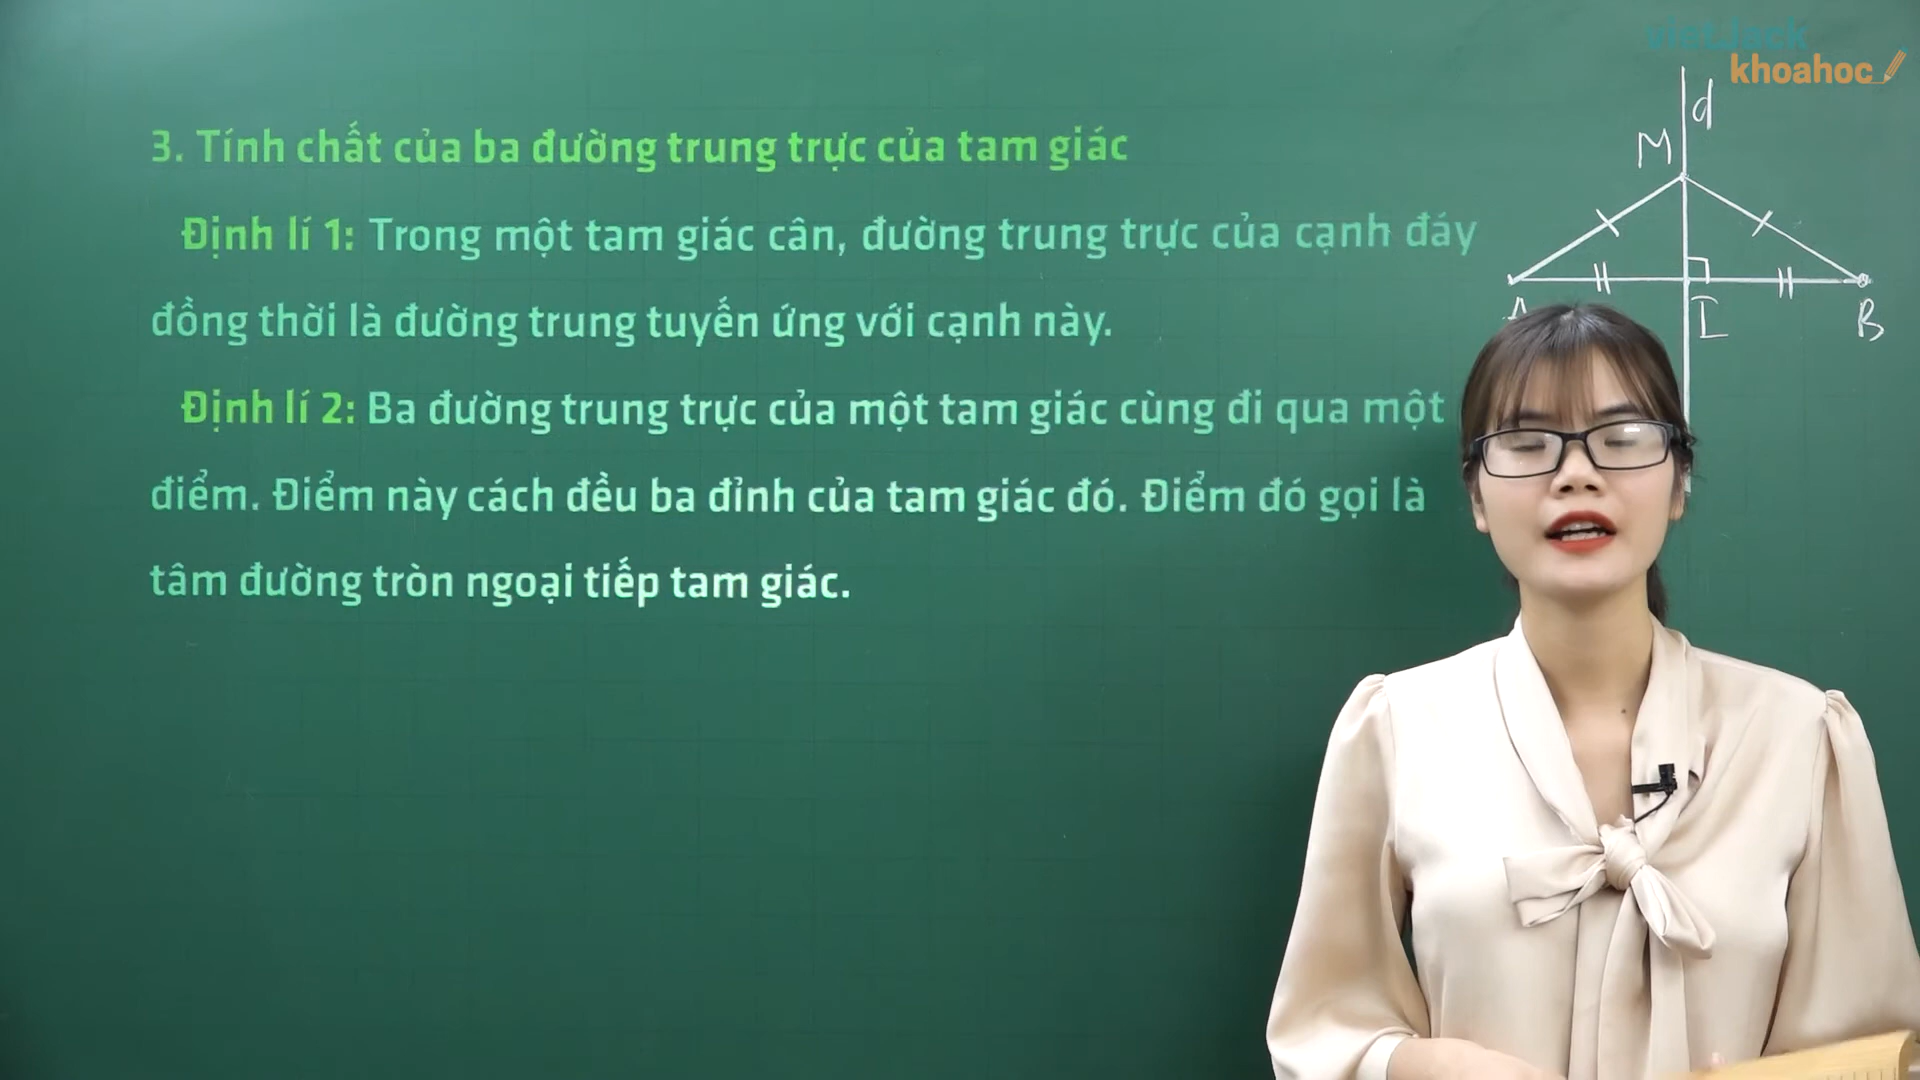 vietjack
khoahoc
3. Tính chất của ba đường trung trực của tam giác
Định lí 1: Trong một tam giác cân, đường trung trực của cạnh đáy
đồng thời là đường trung tuyến ứng với cạnh này.
Định lí 2: Ba đường trung trực của một tam giác cùng đi qua một
điểm. Điểm này cách đều ba đỉnh của tam giác đó. Điểm đó gọi là
tâm đường tròn ngoại tiếp tam giác.
d
M
A
I
B